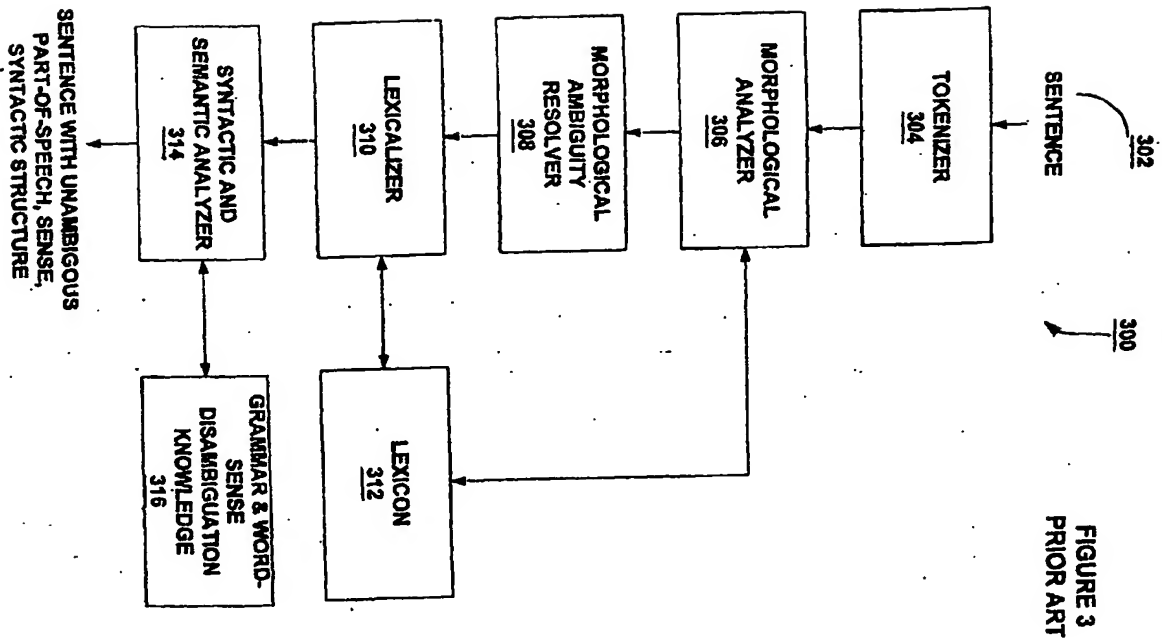 FIGURE 3
PRIOR ART
300
302
SENTENCE
TOKENIZER
304
MORPHOLOGICAL
ANALYZER
306
MORPHOLOGICAL
AMBIGUITY
RESOLVER
308
LEXICALIZER
310
LEXICON
312
SYNTACTIC AND
SEMANTIC ANALYZER
314
GRAMMAR & WORD-
SENSE
DISAMBIGUATION
KNOWLEDGE
316
SENTENCE WITH UNAMBIGOUS
PART-OF-SPEECH, SENSE,
SYNTACTIC STRUCTURE